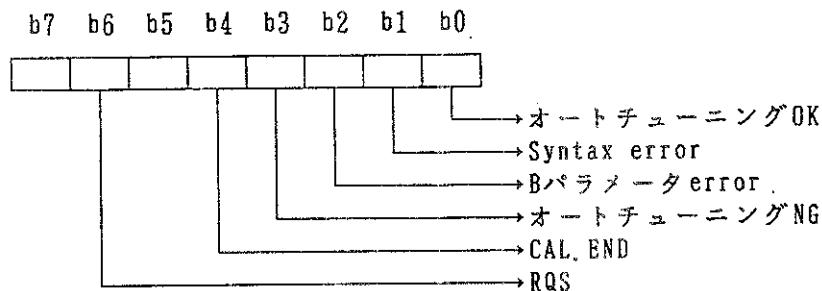 b7 b6 b5 b4 b3 b2 b1 b0
オートチューニングOK
Syntax error
Bパラメータerror
オートチューニングNG
CAL.END
RQS